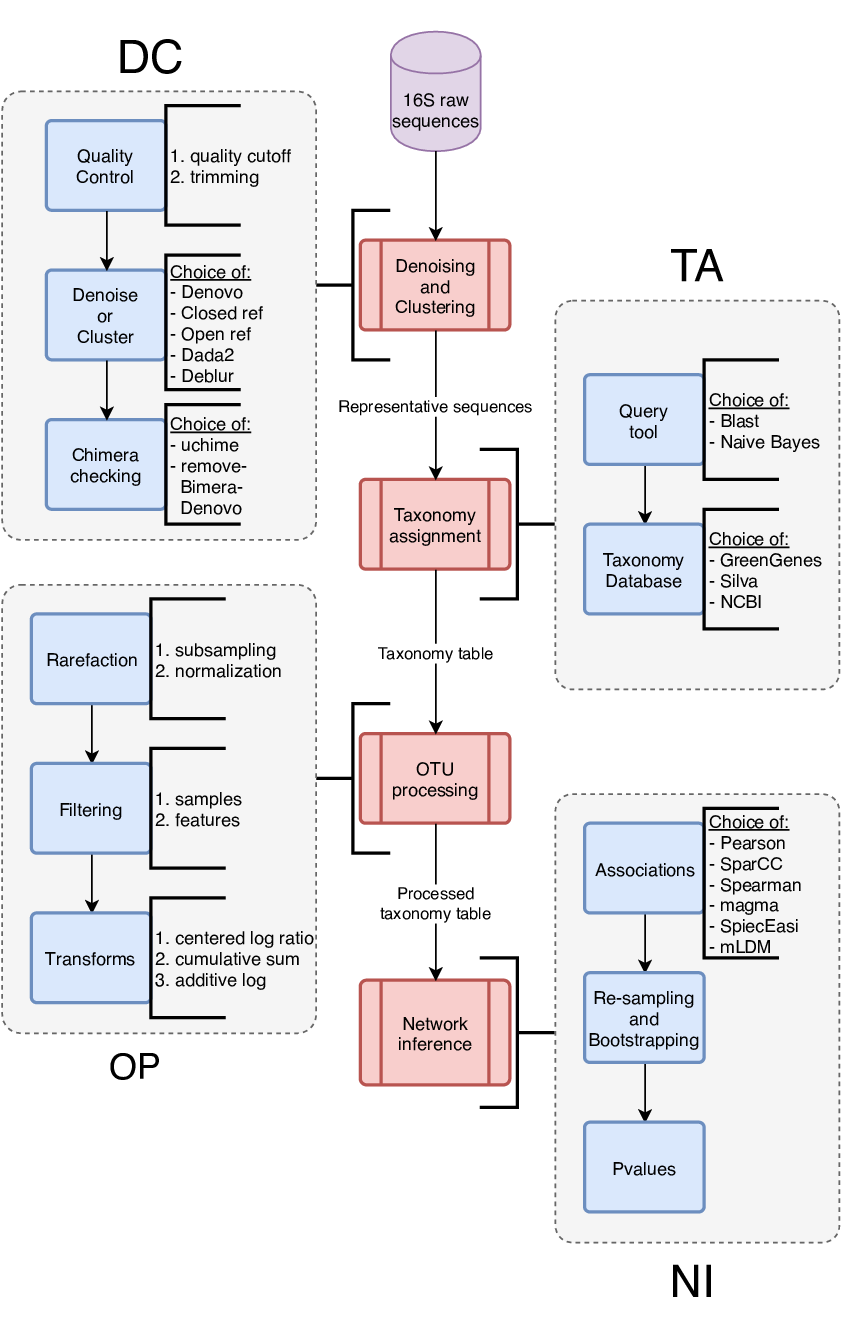 DC
16S raw
sequences
Quality
Control
1. quality cutoff
2. trimming
Denoise
or
Cluster
Choice of:
- Denovo
- Closed ref
- Open ref
- Dada2
- Deblur
Chimera
checking
Choice of:
- uchime
- remove-
Bimera-
Denovo
Denoising
and
Clustering
Representative sequences
TA
Query
tool
Choice of:
- Blast
- Naive Bayes
Taxonomy
Database
Choice of:
- GreenGenes
- Silva
- NCBI
Taxonomy
assignment
Taxonomy table
Rarefaction
1. subsampling
2. normalization
Filtering
1. samples
2. features
Transforms
1. centered log ratio
2. cumulative sum
3. additive log
OP
OTU
processing
Processed
taxonomy table
Network
inference
Associations
Choice of:
- Pearson
- SparCC
- Spearman
- magma
- SpiecEasi
- mLDM
Re-sampling
and
Bootstrapping
Pvalues
NI